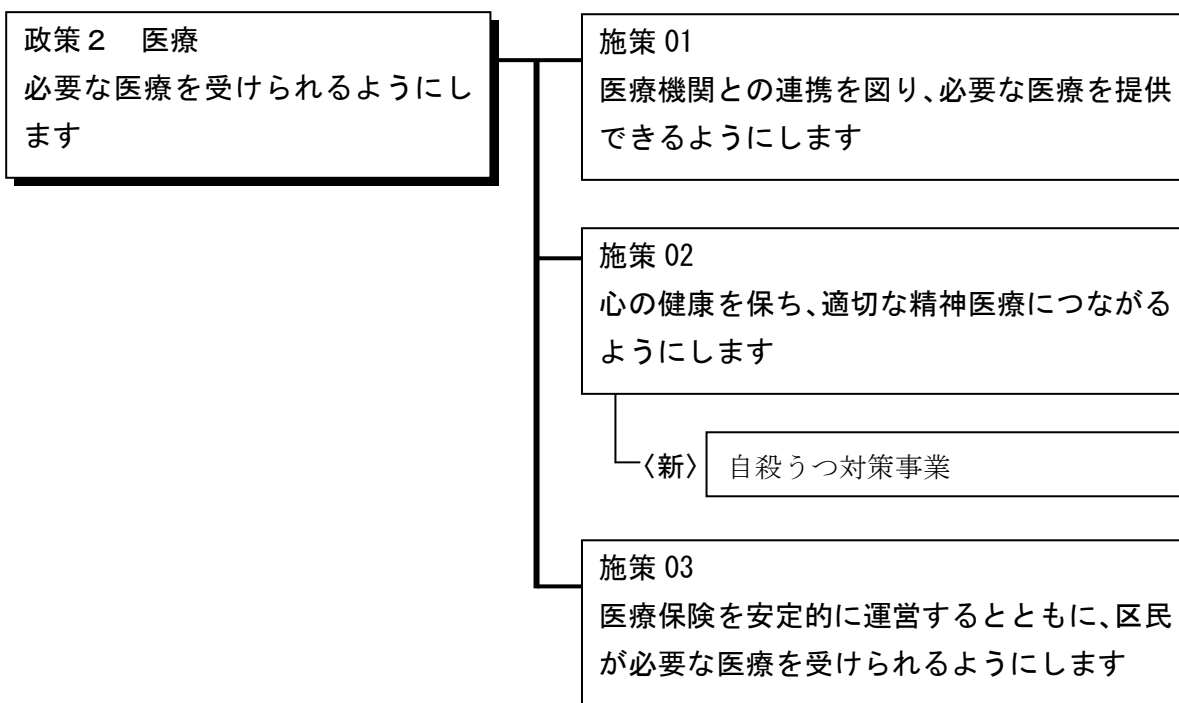 政策２　医療
必要な医療を受けられるようにし
ます
施策 01
医療機関との連携を図り、必要な医療を提供
できるようにします
施策 02
心の健康を保ち、適切な精神医療につながる
ようにします
〈新〉 自殺うつ対策事業
施策 03
医療保険を安定的に運営するとともに、区民
が必要な医療を受けられるようにします